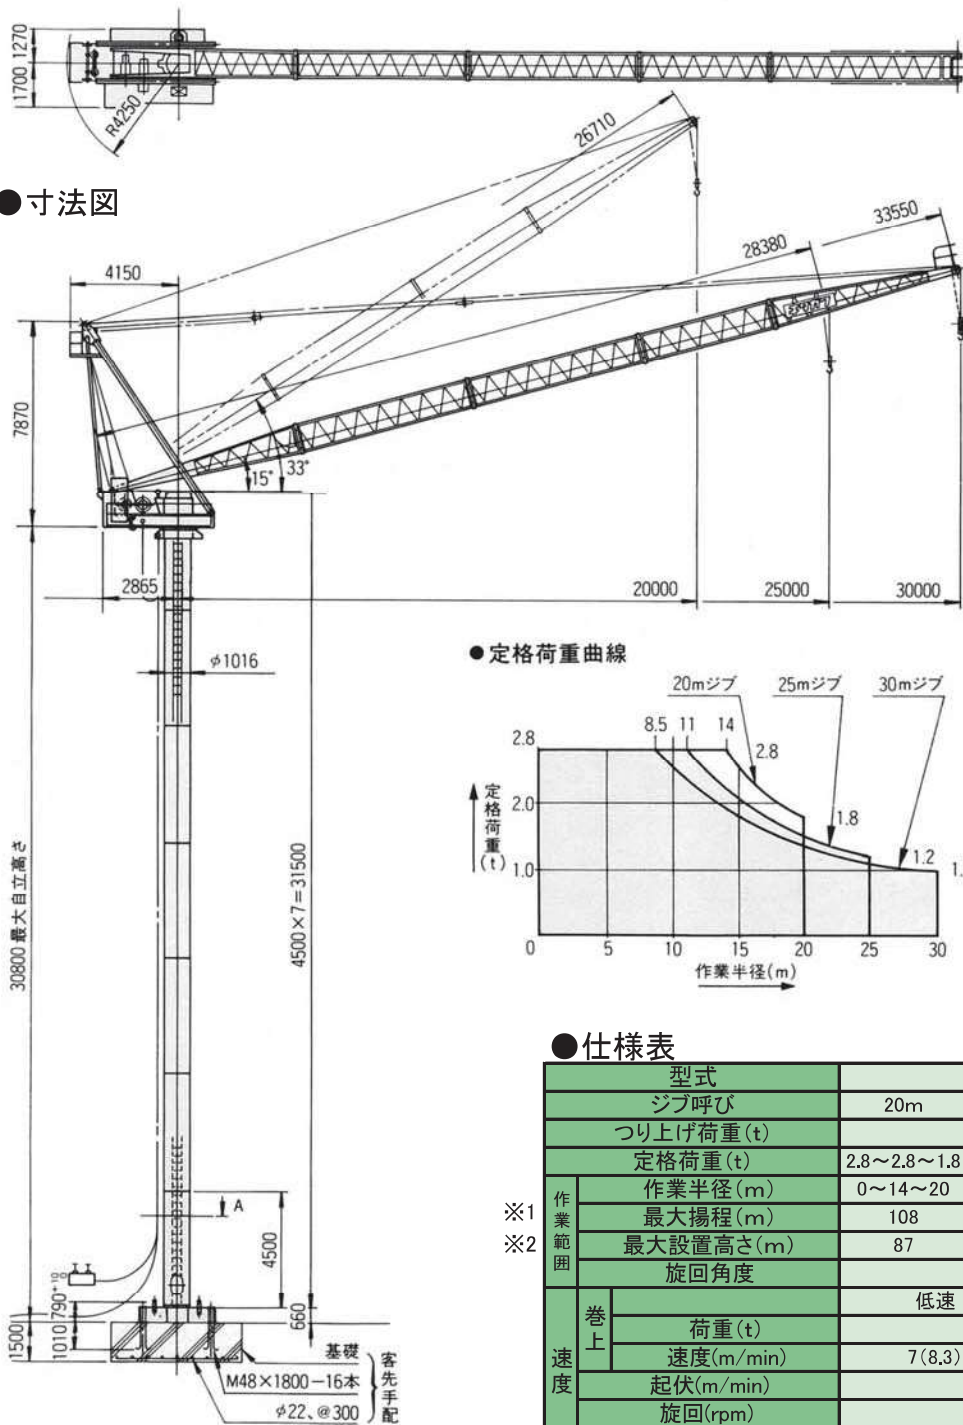 1270
1700
R4250
●寸法図
26710
33550
28380
4150
7870
15°
33°
2865
20000
25000
30000
φ1016
●定格荷重曲線
20mジブ
25mジブ
30mジブ
8.5
11
14
2.8
2.8
定格荷重(t)
2.0
1.8
1.0
1.2
1.
0
5
10
15
20
25
30
作業半径(m)
30800最大自立高さ
4500×7=31500
A
4500
660
790+10 0
1010
1500
基礎
M48×1800−16本
φ22、@300
客先手配
●仕様表
型式
ジブ呼び 20m
つり上げ荷重(t)
定格荷重(t) 2.8～2.8～1.8
作業範囲
作業半径(m) 0～14～20
※1 最大揚程(m) 108
※2 最大設置高さ(m) 87
旋回角度
速度
巻上
低速
荷重(t)
速度(m/min) 7(8.3)
起伏(m/min)
旋回(rpm)